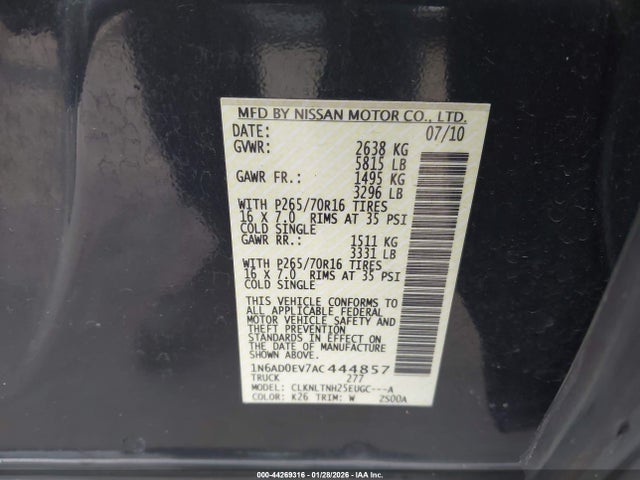 MFD BY NISSAN MOTOR CO., LTD.
DATE: 07/10
GVWR: 2638 KG
5815 LB
GAWR FR.: 1495 KG
3296 LB
WITH P265/70R16 TIRES
16 X 7.0 RIMS AT 35 PSI
COLD SINGLE
GAWR RR.: 1511 KG
3331 LB
WITH P265/70R16 TIRES
16 X 7.0 RIMS AT 35 PSI
COLD SINGLE
THIS VEHICLE CONFORMS TO
ALL APPLICABLE FEDERAL
MOTOR VEHICLE SAFETY AND
THEFT PREVENTION
STANDARDS IN EFFECT ON
THE DATE OF MFR SHOWN ABOVE.
1N6AD0EV7AC444857
TRUCK 277
MODEL: CLKNLTNH25EUGC---A
COLOR: K26 TRIM: W 2S00A
000-44269316 | 01/28/2026 - IAA Corp.